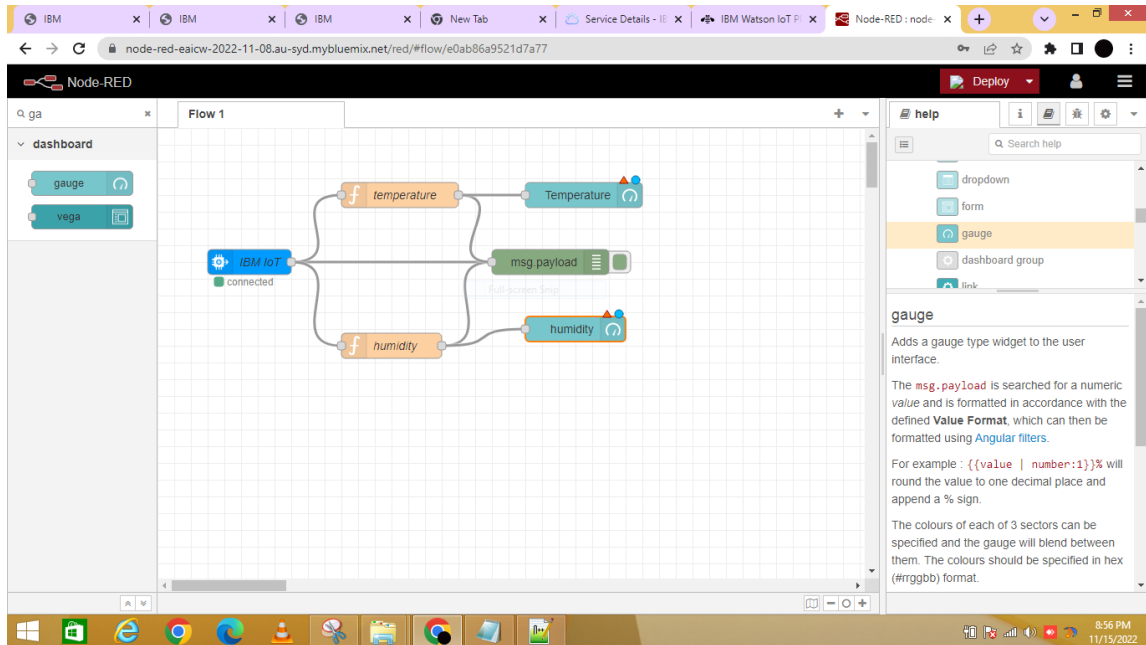 IBM
IBM
IBM
New Tab
Service Details - IB
IBM Watson IoT Pl
Node-RED : node-
node-red-eaicw-2022-11-08.au-syd.mybluemix.net/red/#flow/e0ab86a9521d7a77
Node-RED
Deploy
ga
Flow 1
help
i
dashboard
Search help
gauge
vega
temperature
Temperature
IBM IoT
connected
msg.payload
Full-screen Snip
humidity
humidity
dropdown
form
gauge
dashboard group
link
gauge
Adds a gauge type widget to the user
interface.
The msg.payload is searched for a numeric
value and is formatted in accordance with the
defined Value Format, which can then be
formatted using Angular filters.
For example : {{value | number:1}}% will
round the value to one decimal place and
append a % sign.
The colours of each of 3 sectors can be
specified and the gauge will blend between
them. The colours should be specified in hex
(#rrggbb) format.
8:56 PM
11/15/2022